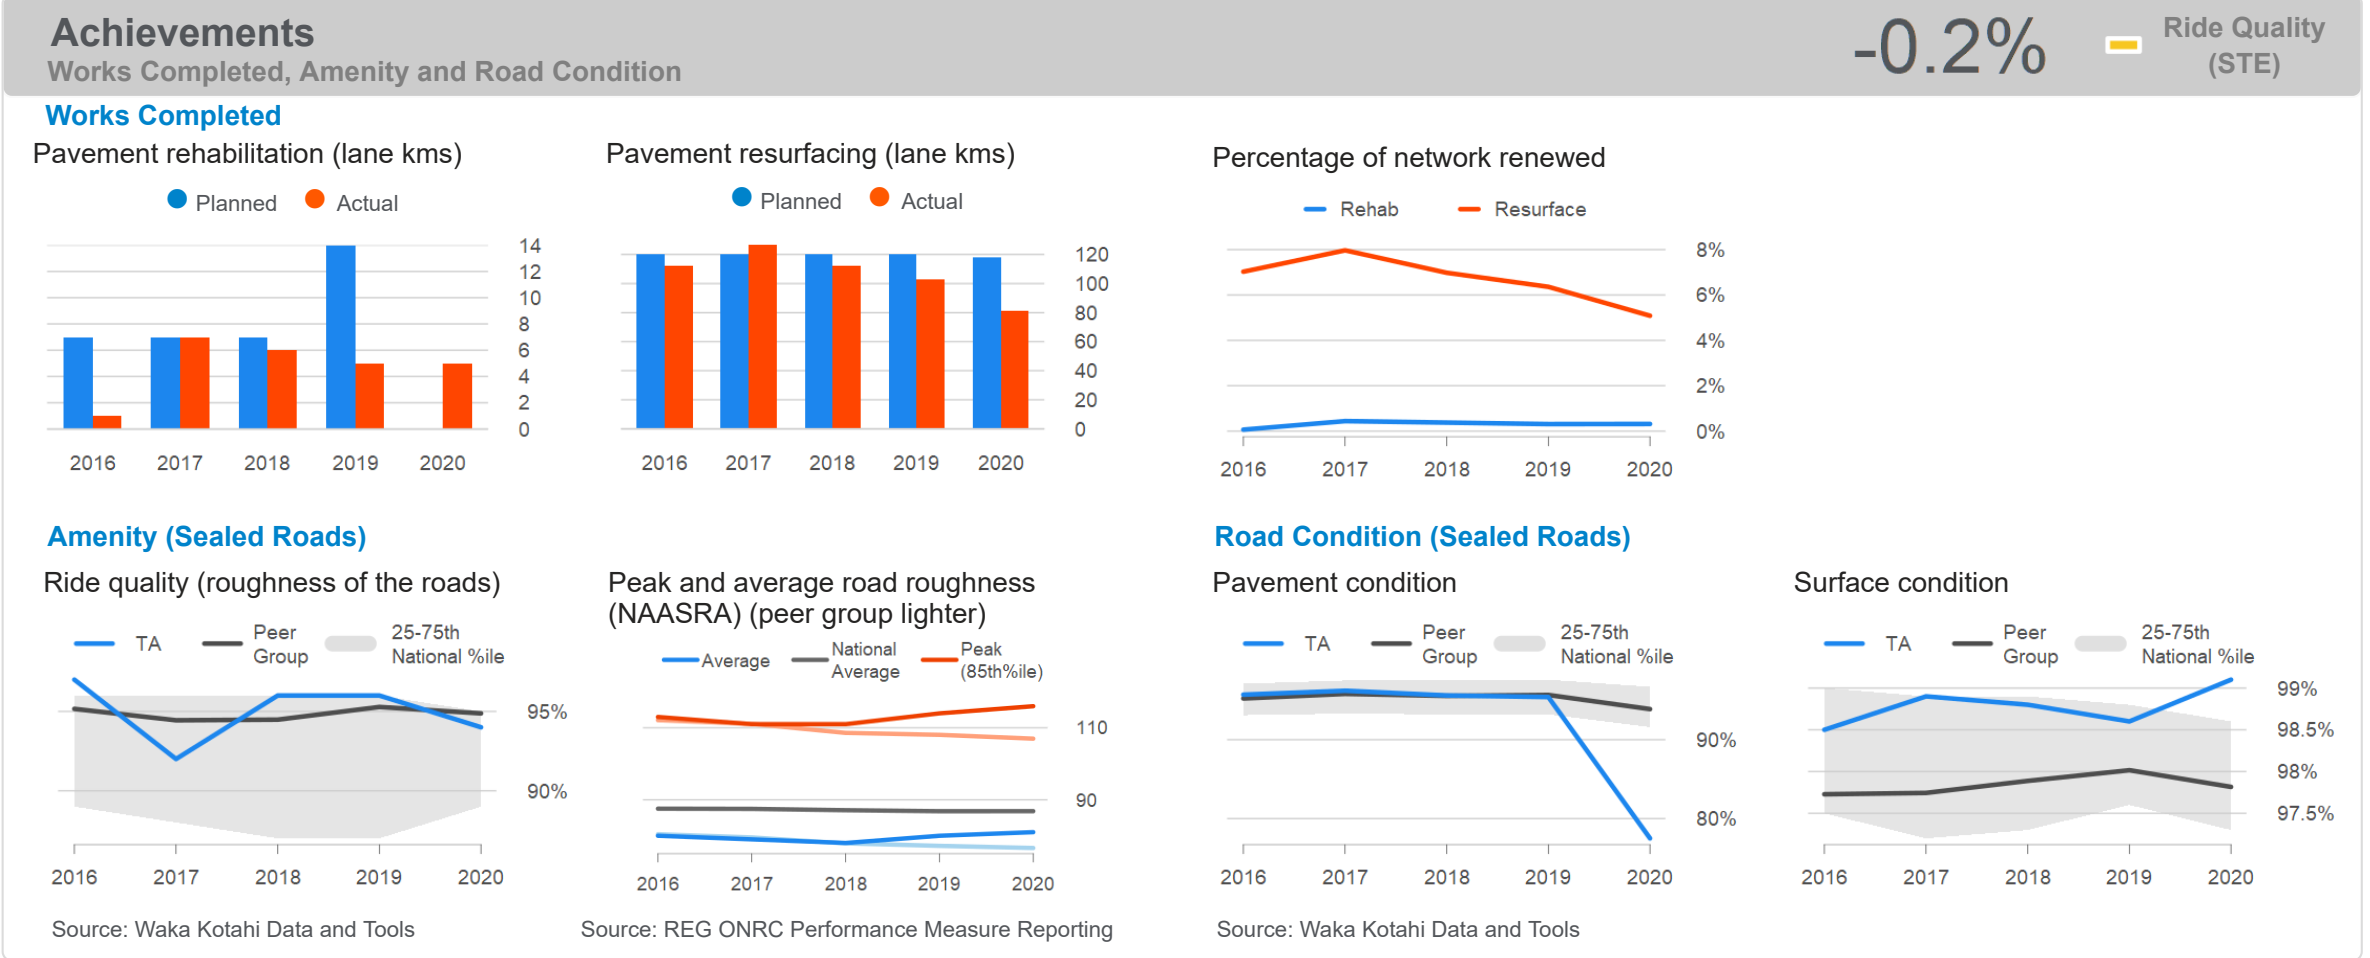 Achievements
Works Completed, Amenity and Road Condition
-0.2%
Ride Quality
(STE)
Works Completed
Pavement rehabilitation (lane kms)
Planned Actual
14
12
10
8
6
4
2
0
2016 2017 2018 2019 2020
Pavement resurfacing (lane kms)
Planned Actual
120
100
80
60
40
20
0
2016 2017 2018 2019 2020
Percentage of network renewed
Rehab Resurface
8%
6%
4%
2%
0%
2016 2017 2018 2019 2020
Amenity (Sealed Roads)
Ride quality (roughness of the roads)
TA
Peer
Group
25-75th
National %ile
95%
90%
2016 2017 2018 2019 2020
Source: Waka Kotahi Data and Tools
Peak and average road roughness
(NAASRA) (peer group lighter)
Average
National
Average
Peak
(85th%ile)
110
90
2016 2017 2018 2019 2020
Source: REG ONRC Performance Measure Reporting
Road Condition (Sealed Roads)
Pavement condition
TA
Peer
Group
25-75th
National %ile
90%
80%
2016 2017 2018 2019 2020
Source: Waka Kotahi Data and Tools
Surface condition
TA
Peer
Group
25-75th
National %ile
99%
98.5%
98%
97.5%
2016 2017 2018 2019 2020